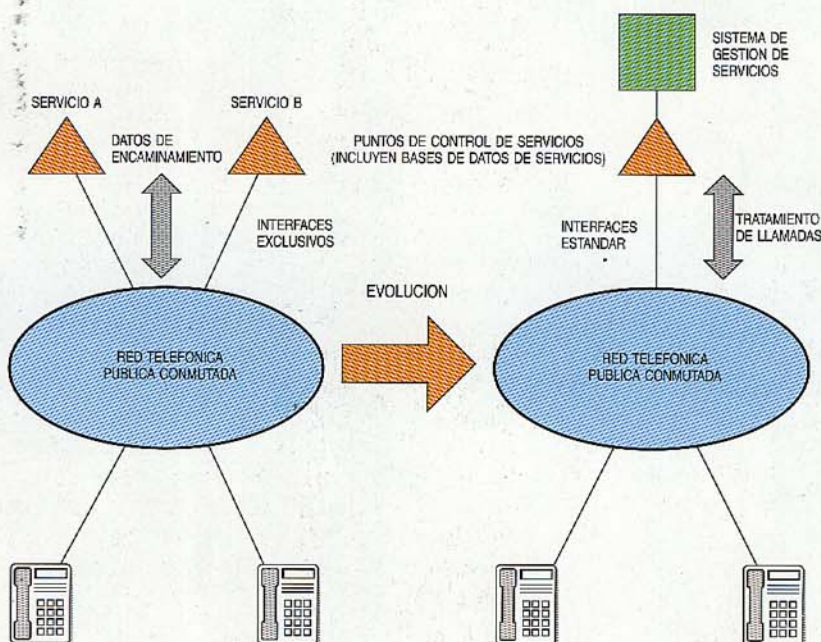 SISTEMA DE
GESTION DE
SERVICIOS
SERVICIO A
SERVICIO B
DATOS DE
ENCAMINAMIENTO
PUNTOS DE CONTROL DE SERVICIOS
(INCLUYEN BASES DE DATOS DE SERVICIOS)
INTERFACES
EXCLUSIVOS
INTERFACES
ESTANDAR
TRATAMIENTO
DE LLAMADAS
EVOLUCION
RED TELEFONICA
PUBLICA CONMUTADA
RED TELEFONICA
PUBLICA CONMUTADA